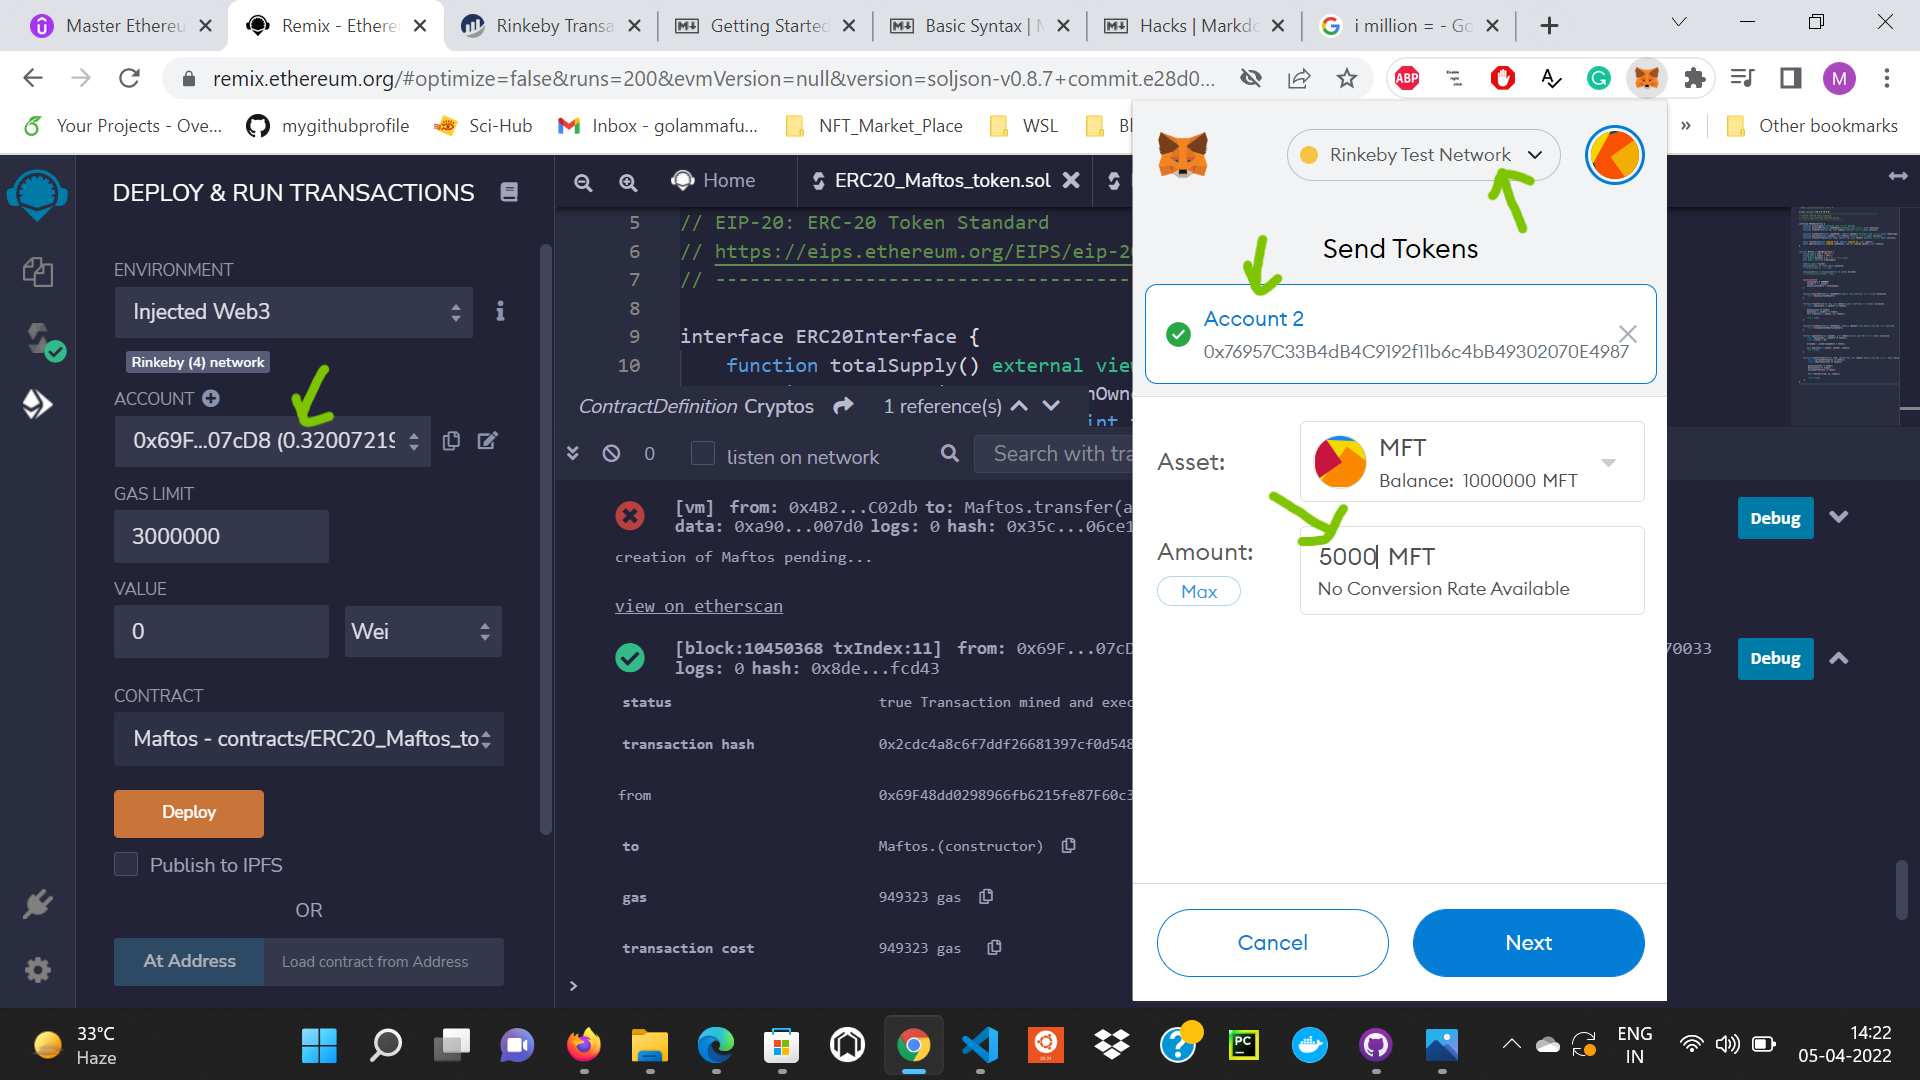 Master Ethereu
Remix - Ethere
Rinkeby Transa
Getting Started
Basic Syntax |
Hacks | Markdo
i million = - Go
remix.ethereum.org/#optimize=false&runs=200&evmVersion=null&version=soljson-v0.8.7+commit.e28d0...
ABP
M
Your Projects - Ove...
mygithubprofile
Sci-Hub
Inbox - golammafu...
NFT_Market_Place
WSL
»
Other bookmarks
DEPLOY & RUN TRANSACTIONS
ENVIRONMENT
Injected Web3
i
Rinkeby (4) network
ACCOUNT
0x69F...07cD8 (0.32007219
GAS LIMIT
3000000
VALUE
0
Wei
CONTRACT
Maftos - contracts/ERC20_Maftos_to
Deploy
Publish to IPFS
OR
At Address
Load contract from Address
Home
ERC20_Maftos_token.sol
5 // EIP-20: ERC-20 Token Standard
6 // https://eips.ethereum.org/EIPS/eip-20
7 // ------------------------------------
8
9 interface ERC20Interface {
10 function totalSupply() external view
ContractDefinition Cryptos
1 reference(s)
0
listen on network
Search with tra
[vm] from: 0x4B2...C02db to: Maftos.transfer(a
data: 0xa90...007d0 logs: 0 hash: 0x35c...06ce1
Debug
creation of Maftos pending...
view on etherscan
[block:10450368 txIndex:11] from: 0x69F...07cD
70033
logs: 0 hash: 0x8de...fcd43
Debug
status
true Transaction mined and exec
transaction hash
0x2cdc4a8c6f7ddf26681397cf0d548
from
0x69F48dd0298966fb6215fe87F60c3
to
Maftos.(constructor)
gas
949323 gas
transaction cost
949323 gas
>
Rinkeby Test Network
Send Tokens
Account 2
0x76957C33B4dB4C9192f11b6c4bB49302070E4987
Asset:
MFT
Balance: 1000000 MFT
Amount:
Max
5000 MFT
No Conversion Rate Available
Cancel
Next
33°C
Haze
PC
ENG
IN
14:22
05-04-2022